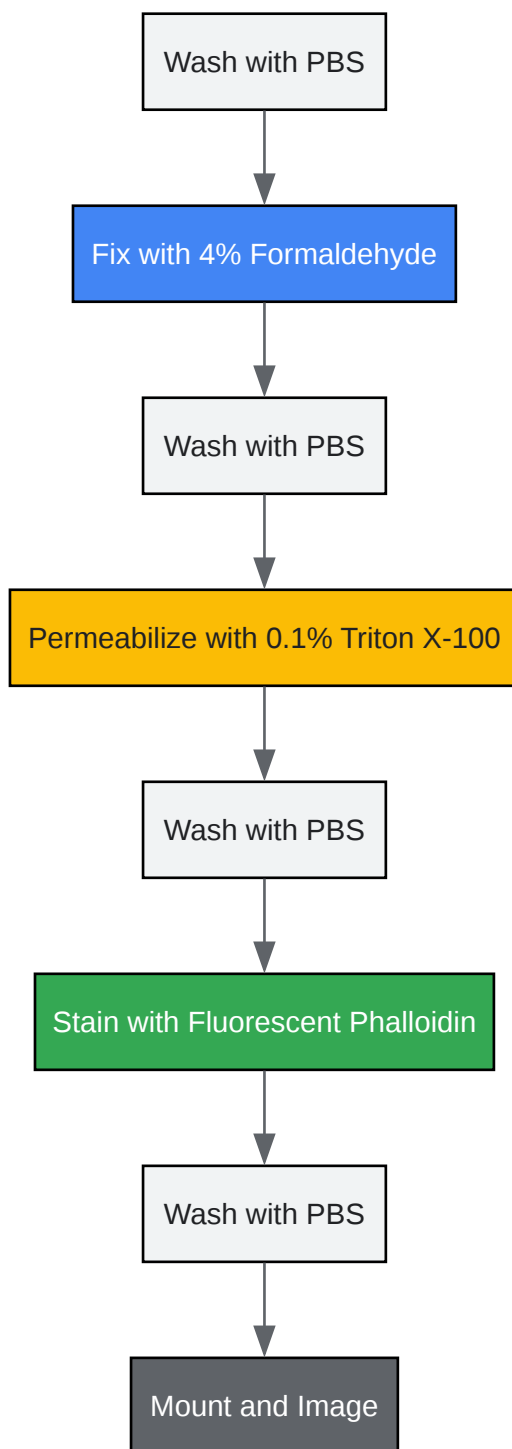 Wash with PBS
Fix with 4% Formaldehyde
Wash with PBS
Permeabilize with 0.1% Triton X-100
Wash with PBS
Stain with Fluorescent Phalloidin
Wash with PBS
Mount and Image